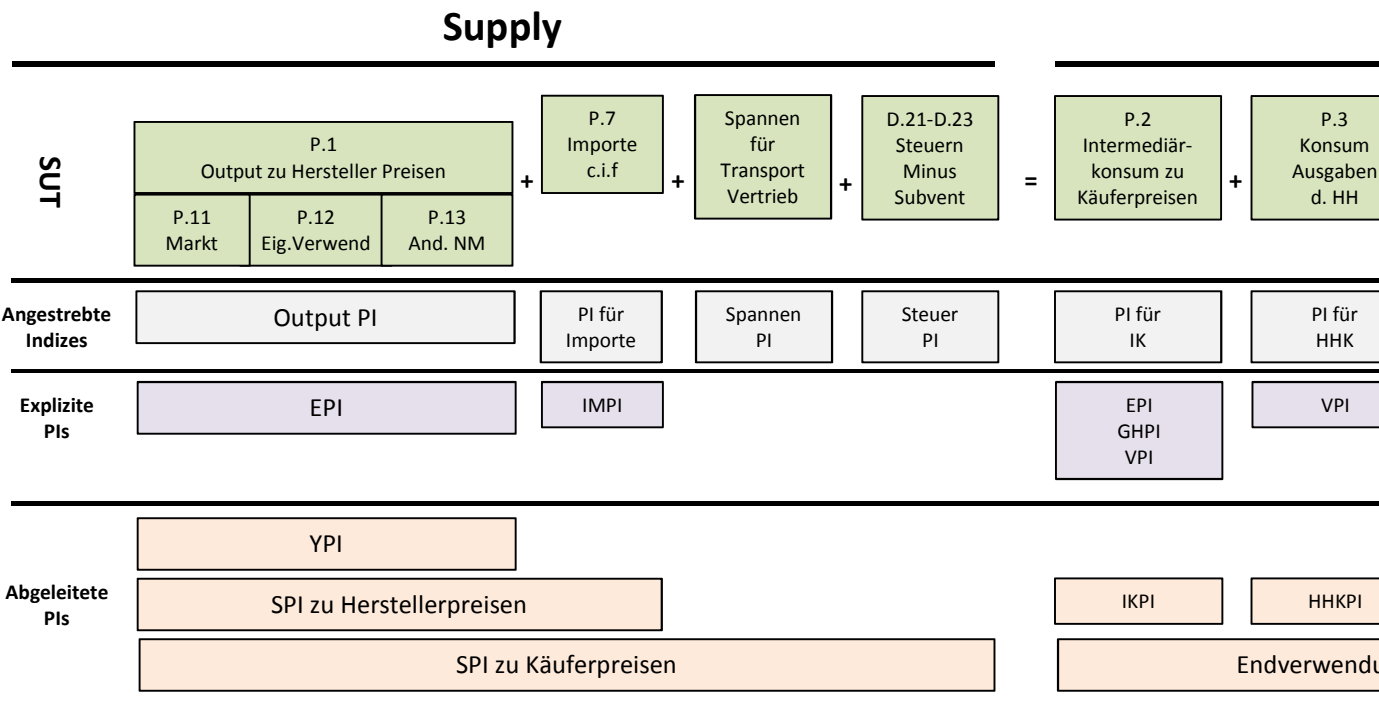 Supply
SUT
P.1
Output zu Hersteller Preisen
P.11
Markt
P.12
Eig.Verwend
P.13
And. NM
+
P.7
Importe
c.i.f
+
Spannen
für
Transport
Vertrieb
+
D.21-D.23
Steuern
Minus
Subvent
=
P.2
Intermediär-
konsum zu
Käuferpreisen
+
P.3
Konsum
Ausgaben
d. HH
Angestrebte
Indizes
Output PI
PI für
Importe
Spannen
PI
Steuer
PI
PI für
IK
PI für
HHK
Explizite
PIs
EPI
IMPI
EPI
GHPI
VPI
VPI
Abgeleitete
PIs
YPI
SPI zu Herstellerpreisen
IKPI
HHKPI
SPI zu Käuferpreisen